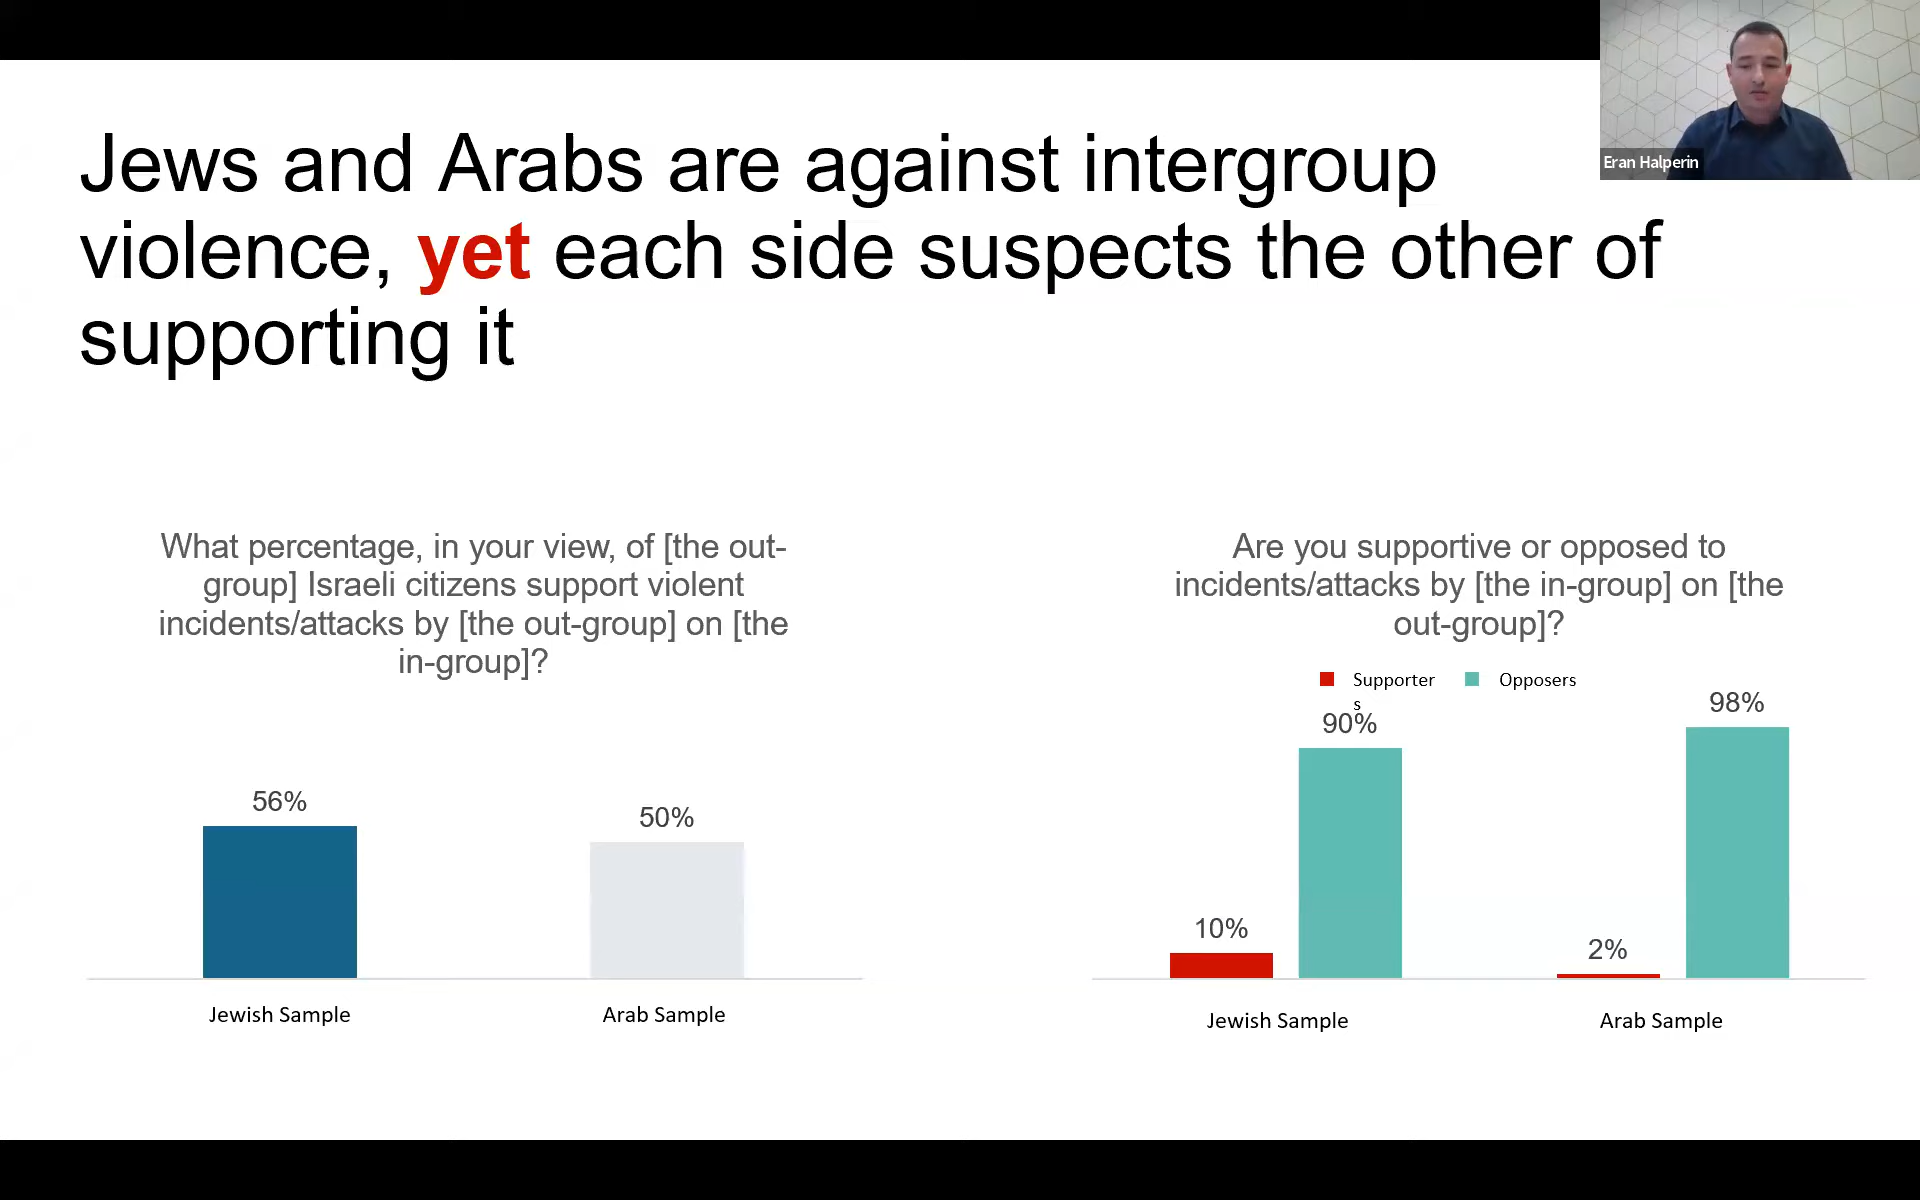 Eran Halperin
Jews and Arabs are against intergroup
violence, yet each side suspects the other of
supporting it
What percentage, in your view, of [the out-
group] Israeli citizens support violent
incidents/attacks by [the out-group] on [the
in-group]?
56%
50%
Jewish Sample
Arab Sample
Are you supportive or opposed to
incidents/attacks by [the in-group] on [the
out-group]?
Supporter
s
Opposers
10%
90%
2%
98%
Jewish Sample
Arab Sample